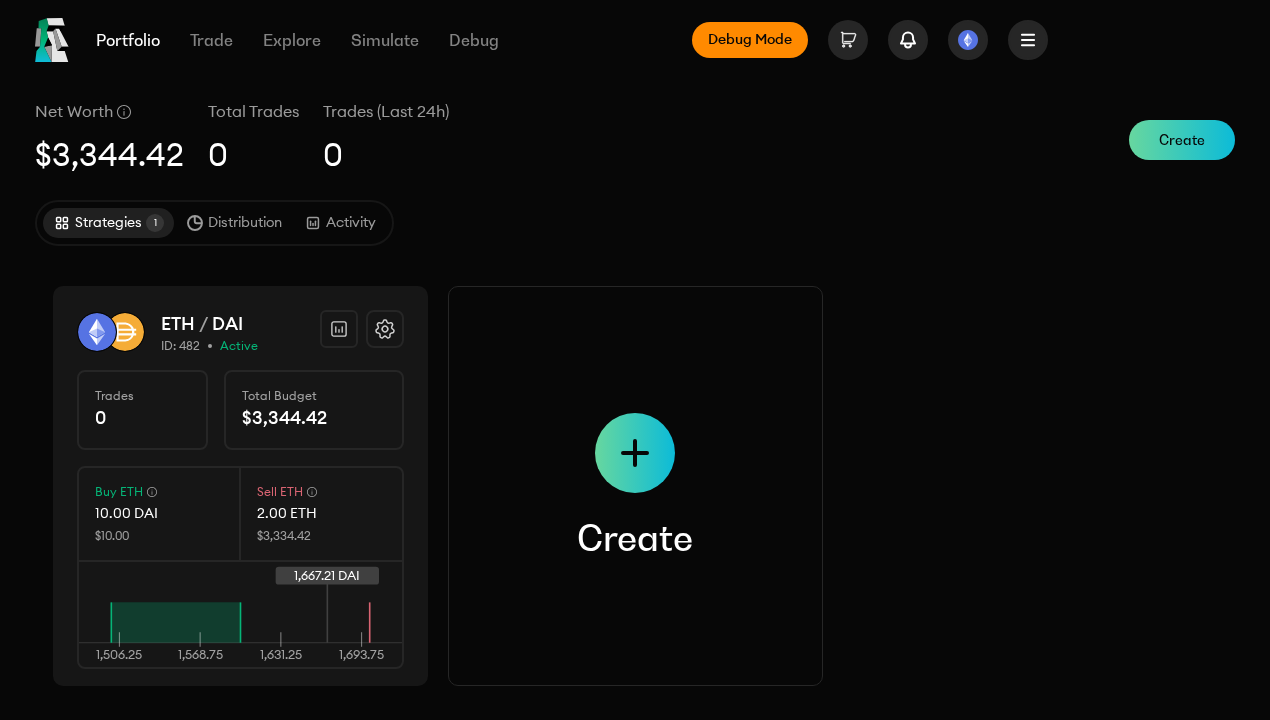 Portfolio Trade Explore Simulate Debug Debug Mode
Net Worth Total Trades Trades (Last 24h)
$3,344.42 0 0
Create
Strategies 1 Distribution Activity
ETH / DAI
ID: 482 • Active
Trades Total Budget
0 $3,344.42
Buy ETH Sell ETH
10.00 DAI 2.00 ETH
$10.00 $3,334.42
1,667.21 DAI
1,506.25 1,568.75 1,631.25 1,693.75
Create